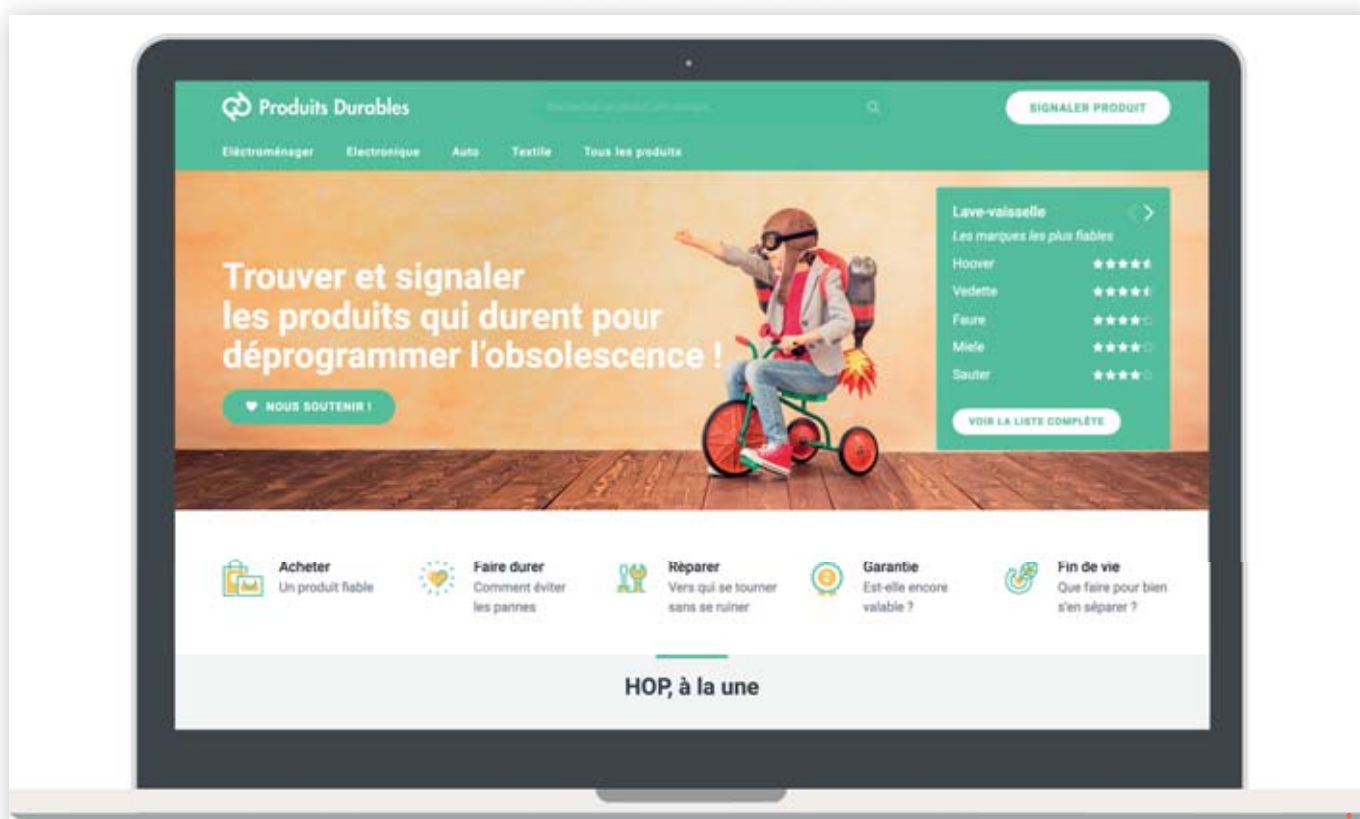 Produits Durables
SIGNALER PRODUIT
Eléctroménager Electronique Auto Textile Tous les produits
Trouver et signaler
les produits qui durent pour
déprogrammer l'obsolescence !
NOUS SOUTENIR !
Lave-vaisselle
Les marques les plus fiables
Hoover
Vedette
Faure
Miele
Sauter
VOIR LA LISTE COMPLÈTE
Acheter
Un produit fiable
Faire durer
Comment éviter
les pannes
Réparer
Vers qui se tourner
sans se ruiner
Garantie
Est-elle encore
valable ?
Fin de vie
Que faire pour bien
s'en séparer ?
HOP, à la une